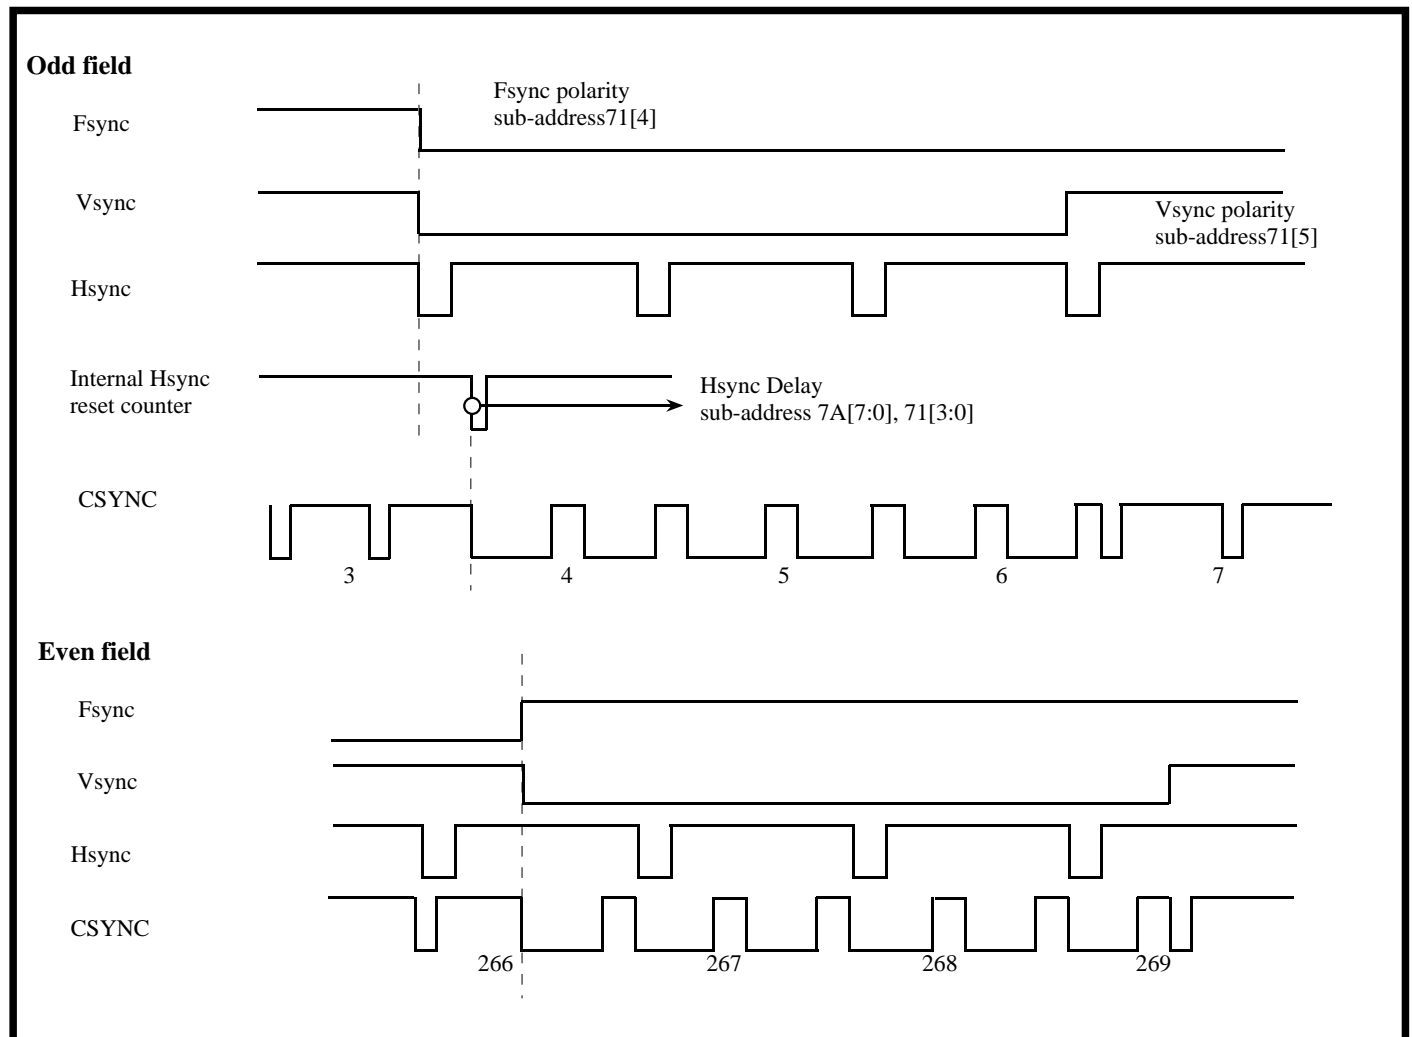 Odd field
Fsync
Fsync polarity
sub-address71[4]
Vsync
Vsync polarity
sub-address71[5]
Hsync
Internal Hsync
reset counter
Hsync Delay
sub-address 7A[7:0], 71[3:0]
CSYNC
3 4 5 6 7
Even field
Fsync
Vsync
Hsync
CSYNC
266 267 268 269